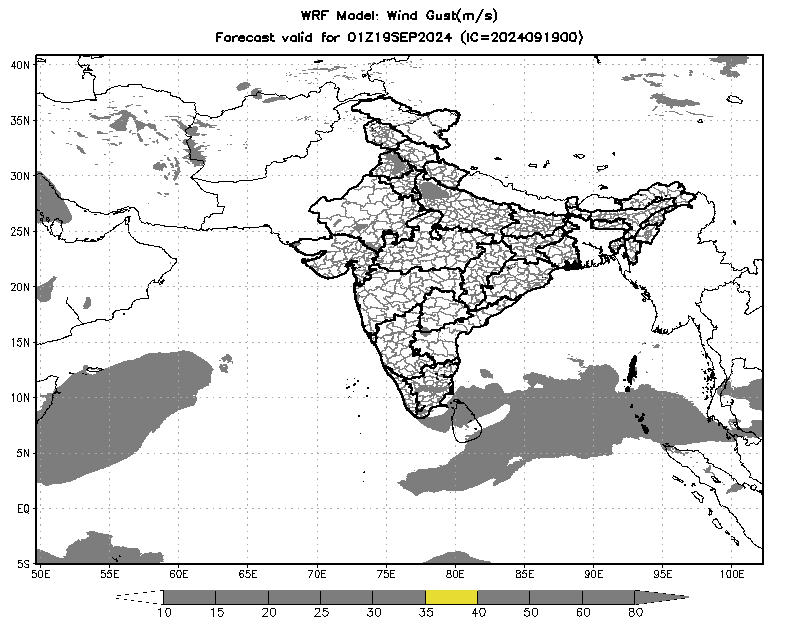 WRF Model: Wind Gust(m/s)
Forecast valid for 01Z19SEP2024 (IC=2024091900)
40N
35N
30N
25N
20N
15N
10N
5N
EQ
5S
50E 55E 60E 65E 70E 75E 80E 85E 90E 95E 100E
10 15 20 25 30 35 40 50 60 80